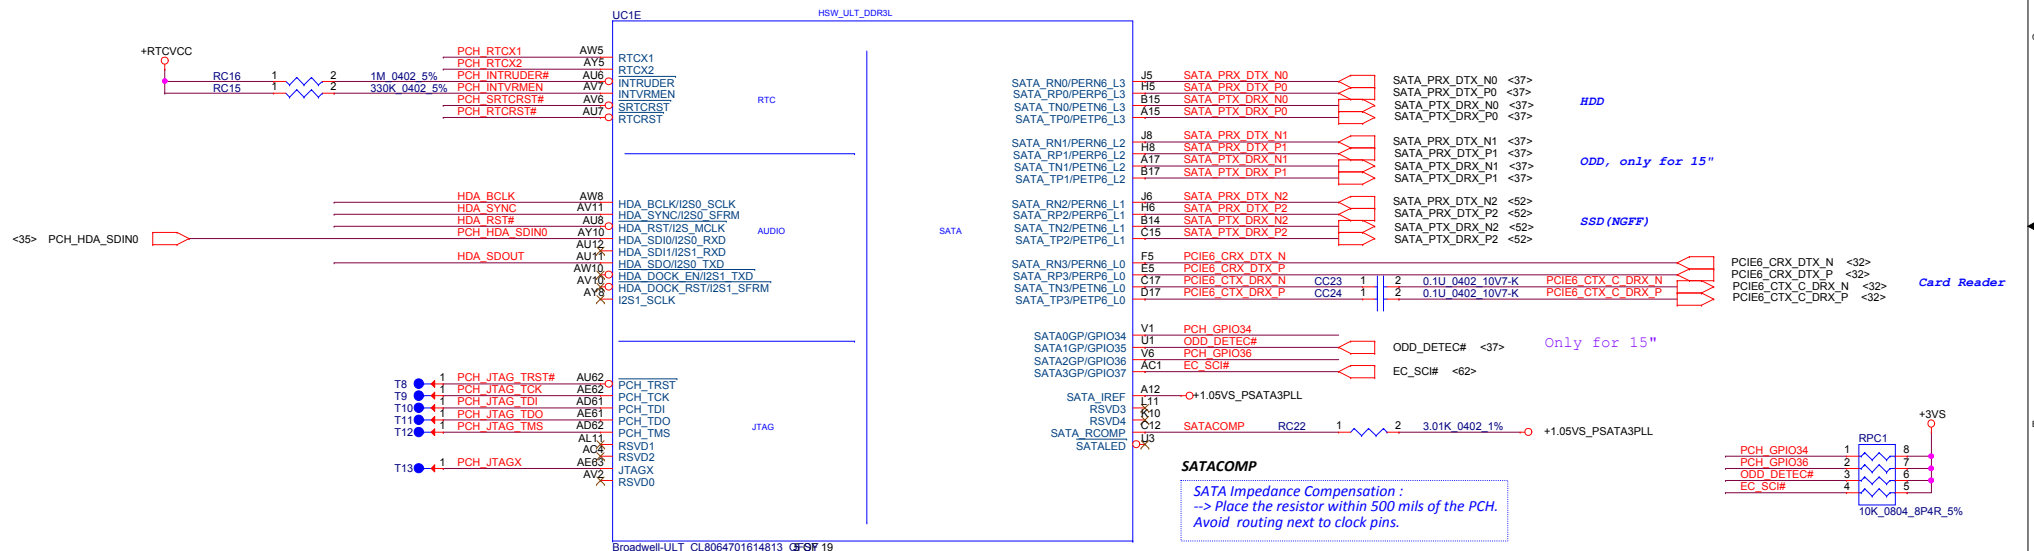 UC1E
HSW_ULT_DDR3L
+RTCVCC
PCH_RTCX1 AW5 RTCX1
PCH_RTCX2 AY5 RTCX2
RC16 1 2 1M_0402_5% PCH_INTRUDER# AU6 INTRUDER
RC15 1 2 330K_0402_5% PCH_INTVRMEN AV7 INTVRMEN
PCH_SRTCRST# AV6 SRTCRST
PCH_RTCRST# AU7 RTCRST
RTC
HDA_BCLK AW8 HDA_BCLK/I2S0_SCLK
HDA_SYNC AV11 HDA_SYNC/I2S0_SFRM
HDA_RST# AU8 HDA_RST/I2S_MCLK
<35> PCH_HDA_SDIN0 PCH_HDA_SDIN0 AY10 HDA_SDI0/I2S0_RXD
AU12 HDA_SDI1/I2S1_RXD
HDA_SDOUT AU11 HDA_SDO/I2S0_TXD
AW10 HDA_DOCK_EN/I2S1_TXD
AV10 HDA_DOCK_RST/I2S1_SFRM
AY8 I2S1_SCLK
AUDIO
T8 1 PCH_JTAG_TRST# AU62 PCH_TRST
T9 1 PCH_JTAG_TCK AE62 PCH_TCK
T10 1 PCH_JTAG_TDI AD61 PCH_TDI
T11 1 PCH_JTAG_TDO AE61 PCH_TDO
T12 1 PCH_JTAG_TMS AD62 PCH_TMS
AL11 RSVD1
AC4 RSVD2
T13 1 PCH_JTAGX AE63 JTAGX
AV2 RSVD0
JTAG
SATA
SATA_RN0/PERN6_L3 J5 SATA_PRX_DTX_N0 SATA_PRX_DTX_N0 <37>
SATA_RP0/PERP6_L3 H5 SATA_PRX_DTX_P0 SATA_PRX_DTX_P0 <37>
SATA_TN0/PETN6_L3 B15 SATA_PTX_DRX_N0 SATA_PTX_DRX_N0 <37>
SATA_TP0/PETP6_L3 A15 SATA_PTX_DRX_P0 SATA_PTX_DRX_P0 <37>
HDD
SATA_RN1/PERN6_L2 J8 SATA_PRX_DTX_N1 SATA_PRX_DTX_N1 <37>
SATA_RP1/PERP6_L2 H8 SATA_PRX_DTX_P1 SATA_PRX_DTX_P1 <37>
SATA_TN1/PETN6_L2 A17 SATA_PTX_DRX_N1 SATA_PTX_DRX_N1 <37>
SATA_TP1/PETP6_L2 B17 SATA_PTX_DRX_P1 SATA_PTX_DRX_P1 <37>
ODD, only for 15"
SATA_RN2/PERN6_L1 J6 SATA_PRX_DTX_N2 SATA_PRX_DTX_N2 <52>
SATA_RP2/PERP6_L1 H6 SATA_PRX_DTX_P2 SATA_PRX_DTX_P2 <52>
SATA_TN2/PETN6_L1 B14 SATA_PTX_DRX_N2 SATA_PTX_DRX_N2 <52>
SATA_TP2/PETP6_L1 C15 SATA_PTX_DRX_P2 SATA_PTX_DRX_P2 <52>
SSD(NGFF)
SATA_RN3/PERN6_L0 F5 PCIE6_CRX_DTX_N PCIE6_CRX_DTX_N <32>
SATA_RP3/PERP6_L0 E5 PCIE6_CRX_DTX_P PCIE6_CRX_DTX_P <32>
SATA_TN3/PETN6_L0 C17 PCIE6_CTX_DRX_N CC23 1 2 0.1U_0402_10V7-K PCIE6_CTX_C_DRX_N PCIE6_CTX_C_DRX_N <32>
SATA_TP3/PETP6_L0 D17 PCIE6_CTX_DRX_P CC24 1 2 0.1U_0402_10V7-K PCIE6_CTX_C_DRX_P PCIE6_CTX_C_DRX_P <32>
Card Reader
SATA0GP/GPIO34 V1 PCH_GPIO34
SATA1GP/GPIO35 U1 ODD_DETEC# ODD_DETEC# <37> Only for 15"
SATA2GP/GPIO36 V6 PCH_GPIO36
SATA3GP/GPIO37 AC1 EC_SCI# EC_SCI# <62>
SATA_IREF A12 +1.05VS_PSATA3PLL
RSVD3 L11
RSVD4 K10
SATA_RCOMP C12 SATACOMP RC22 1 2 3.01K_0402_1% +1.05VS_PSATA3PLL
SATALED U3
SATACOMP
SATA Impedance Compensation :
--> Place the resistor within 500 mils of the PCH.
Avoid routing next to clock pins.
+3VS
RPC1
PCH_GPIO34 1 8
PCH_GPIO36 2 7
ODD_DETEC# 3 6
EC_SCI# 4 5
10K_0804_8P4R_5%
Broadwell-ULT_CL8064701614813 19